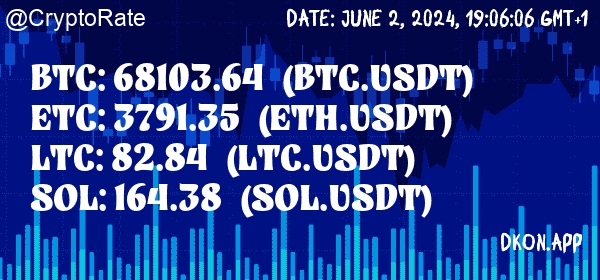 @CryptoRate
DATE: JUNE 2, 2024, 19:06:06 GMT+1
BTC: 68103.64 (BTC.USDT)
ETC: 3791.35 (ETH.USDT)
LTC: 82.84 (LTC.USDT)
SOL: 164.38 (SOL.USDT)
DKON.APP